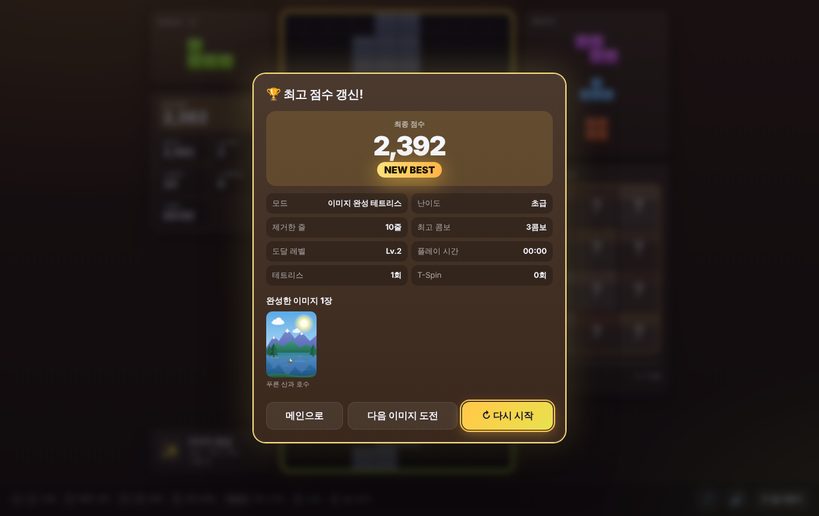 🏆 최고 점수 갱신!
최종 점수
2,392
NEW BEST
모드 이미지 완성 테트리스
난이도 초급
제거한 줄 10줄
최고 콤보 3콤보
도달 레벨 Lv.2
플레이 시간 00:00
테트리스 1회
T-Spin 0회
완성한 이미지 1장
푸른 산과 호수
메인으로
다음 이미지 도전
↻ 다시 시작